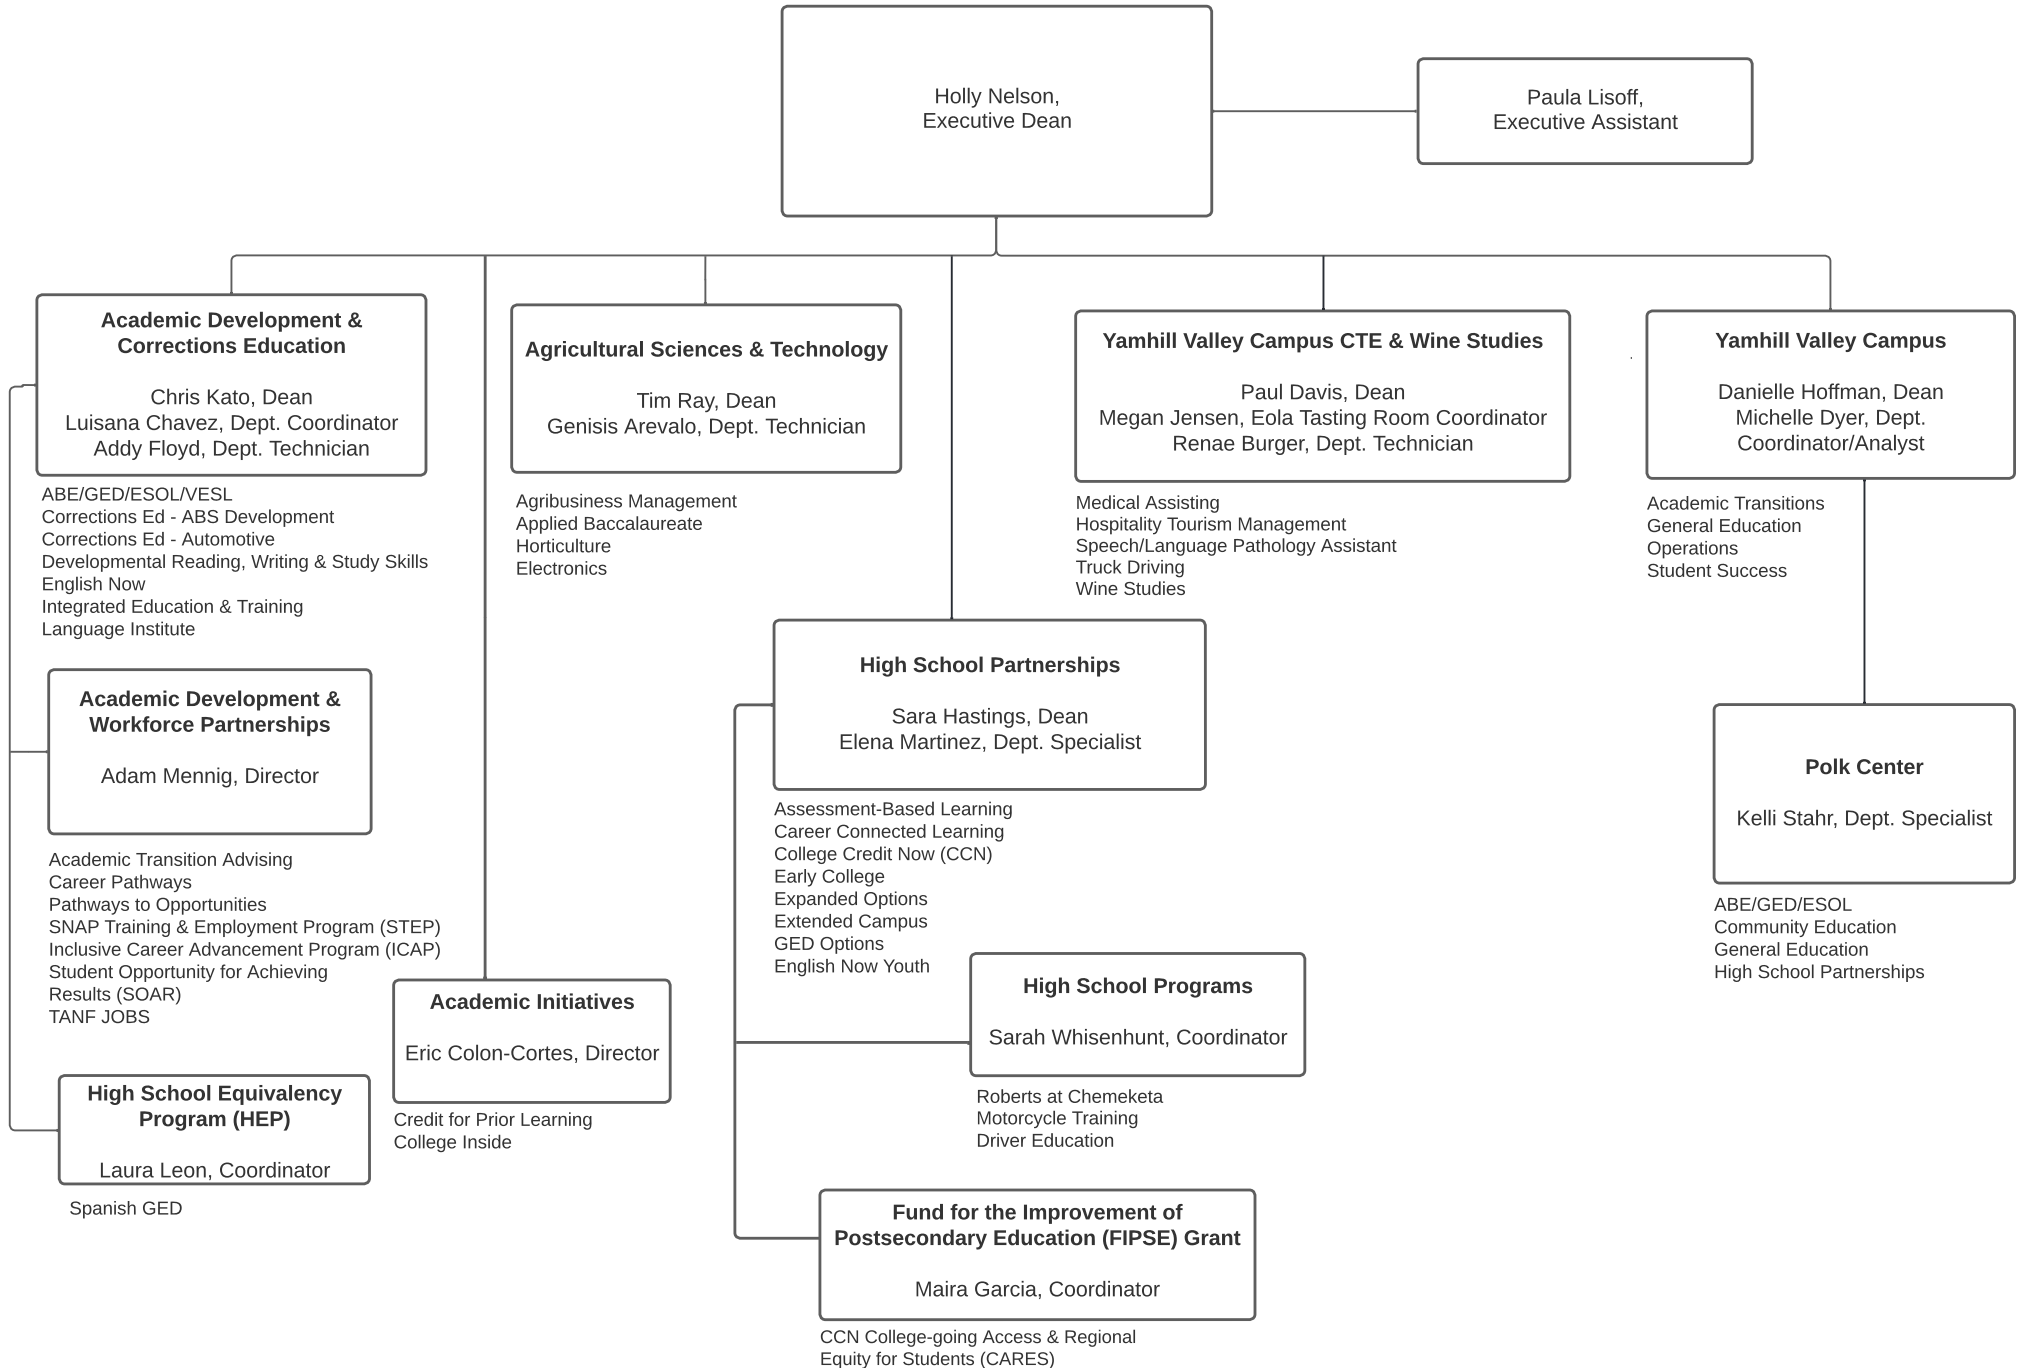 Holly Nelson,
Executive Dean
Paula Lisoff,
Executive Assistant
Academic Development &
Corrections Education
Chris Kato, Dean
Luisana Chavez, Dept. Coordinator
Addy Floyd, Dept. Technician
ABE/GED/ESOL/VESL
Corrections Ed - ABS Development
Corrections Ed - Automotive
Developmental Reading, Writing & Study Skills
English Now
Integrated Education & Training
Language Institute
Academic Development &
Workforce Partnerships
Adam Mennig, Director
Academic Transition Advising
Career Pathways
Pathways to Opportunities
SNAP Training & Employment Program (STEP)
Inclusive Career Advancement Program (ICAP)
Student Opportunity for Achieving
Results (SOAR)
TANF JOBS
High School Equivalency
Program (HEP)
Laura Leon, Coordinator
Spanish GED
Academic Initiatives
Eric Colon-Cortes, Director
Credit for Prior Learning
College Inside
Agricultural Sciences & Technology
Tim Ray, Dean
Genisis Arevalo, Dept. Technician
Agribusiness Management
Applied Baccalaureate
Horticulture
Electronics
High School Partnerships
Sara Hastings, Dean
Elena Martinez, Dept. Specialist
Assessment-Based Learning
Career Connected Learning
College Credit Now (CCN)
Early College
Expanded Options
Extended Campus
GED Options
English Now Youth
High School Programs
Sarah Whisenhunt, Coordinator
Roberts at Chemeketa
Motorcycle Training
Driver Education
Fund for the Improvement of
Postsecondary Education (FIPSE) Grant
Maira Garcia, Coordinator
CCN College-going Access & Regional
Equity for Students (CARES)
Yamhill Valley Campus CTE & Wine Studies
Paul Davis, Dean
Megan Jensen, Eola Tasting Room Coordinator
Renae Burger, Dept. Technician
Medical Assisting
Hospitality Tourism Management
Speech/Language Pathology Assistant
Truck Driving
Wine Studies
Yamhill Valley Campus
Danielle Hoffman, Dean
Michelle Dyer, Dept.
Coordinator/Analyst
Academic Transitions
General Education
Operations
Student Success
Polk Center
Kelli Stahr, Dept. Specialist
ABE/GED/ESOL
Community Education
General Education
High School Partnerships